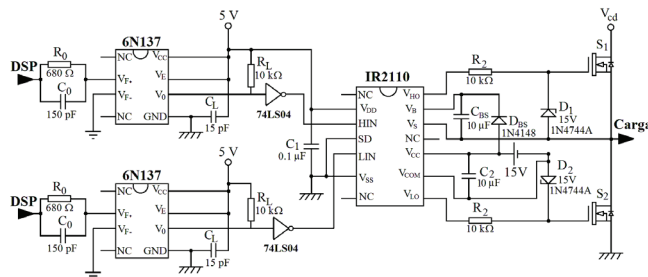 5 V
6N137
DSP
R0
680 Ω
C0
150 pF
NC
VF+
VF-
NC
VCC
VE
V0
GND
RL
10 kΩ
CL
15 pF
74LS04
C1
0.1 µF
5 V
6N137
DSP
R0
680 Ω
C0
150 pF
NC
VF+
VF-
NC
VCC
VE
V0
GND
RL
10 kΩ
CL
15 pF
74LS04
IR2110
NC
VDD
HIN
SD
LIN
VSS
NC
VHO
VB
VS
NC
VCC
VCOM
VLO
R2
10 kΩ
CBS
10 µF
DBS
1N4148
D1
15V
1N4744A
C2
10 µF
15V
D2
15V
1N4744A
R2
10 kΩ
Vcd
S1
Carga
S2